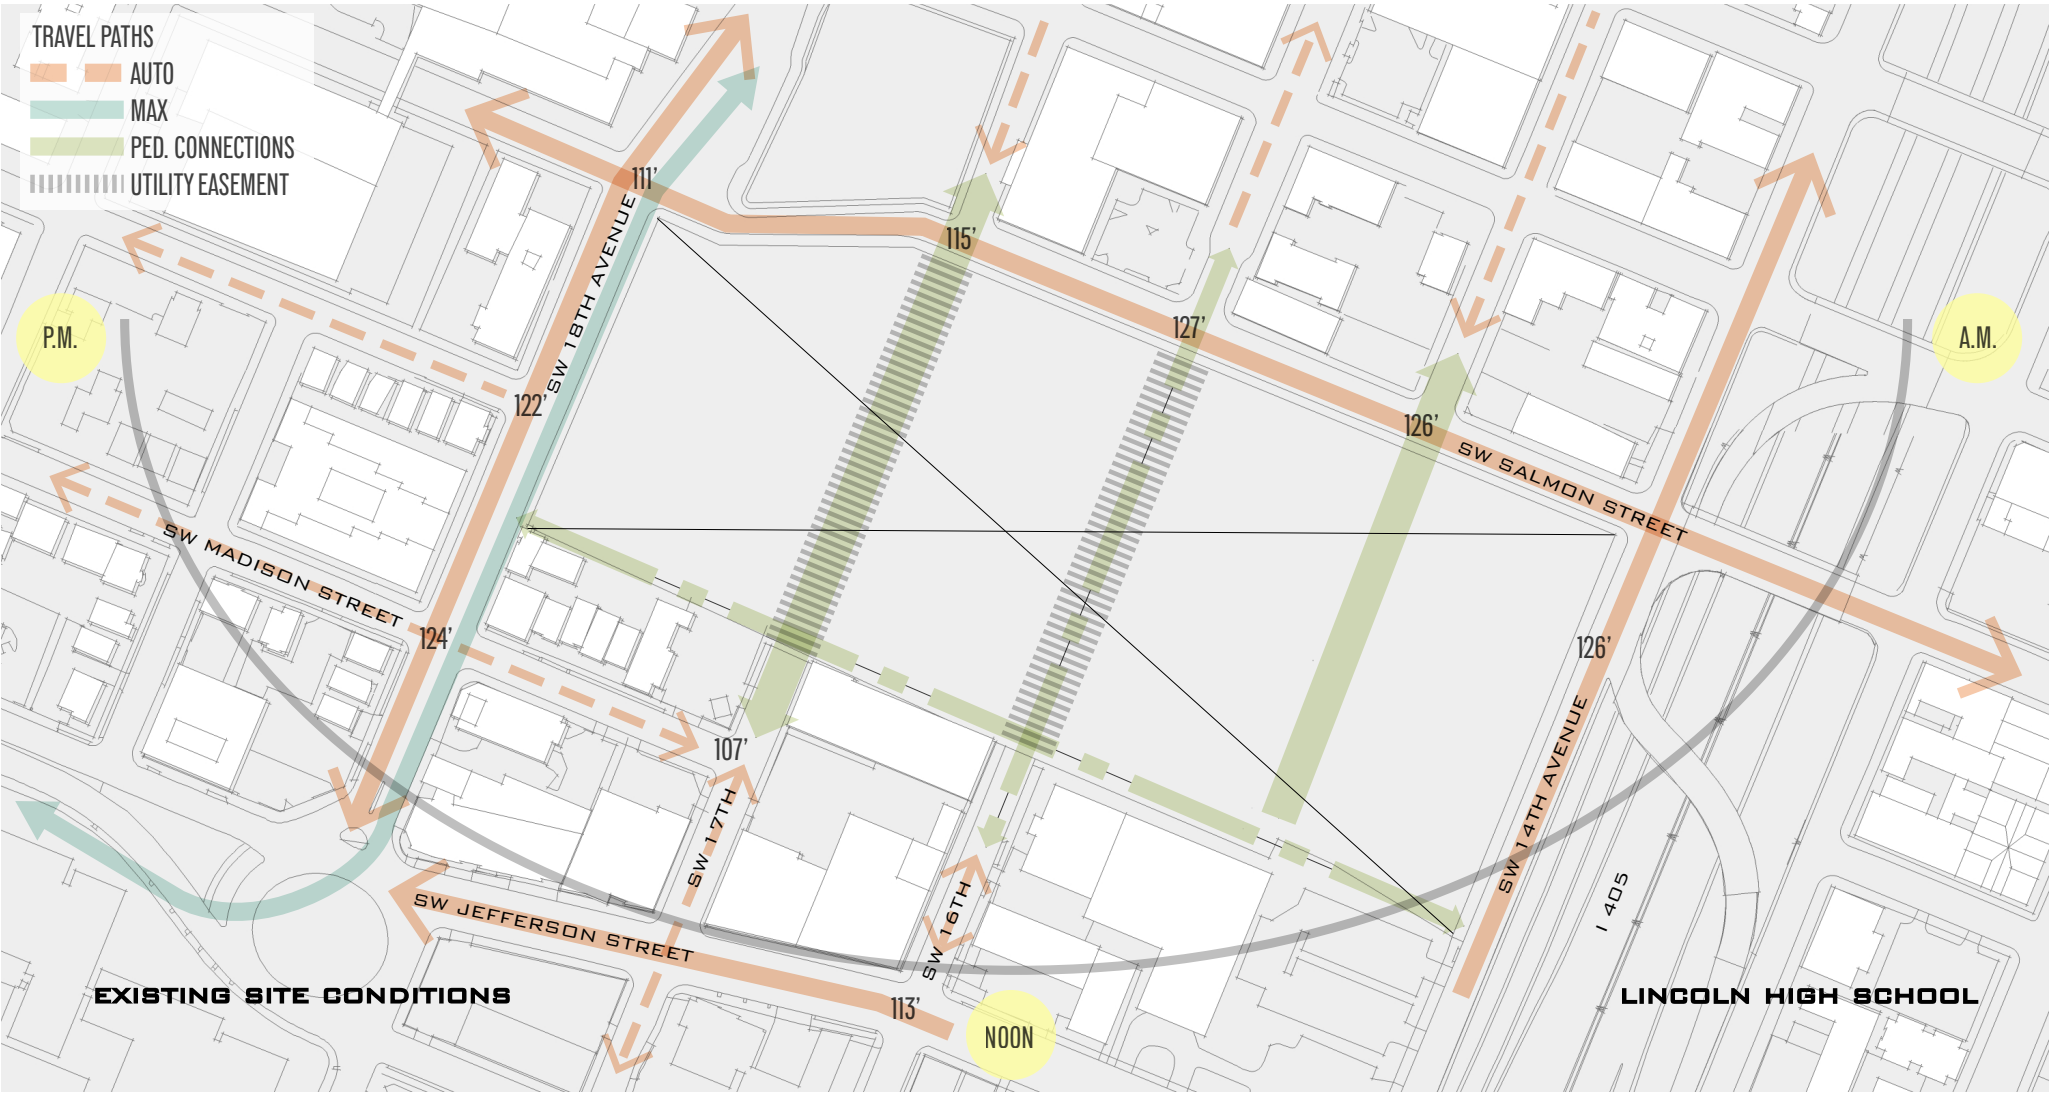 TRAVEL PATHS
AUTO
MAX
PED. CONNECTIONS
UTILITY EASEMENT
111'
115'
127'
126'
122'
124'
126'
107'
113'
SW 18TH AVENUE
SW SALMON STREET
SW MADISON STREET
SW 14TH AVENUE
SW 17TH
SW 16TH
SW JEFFERSON STREET
I 405
P.M.
A.M.
NOON
EXISTING SITE CONDITIONS
LINCOLN HIGH SCHOOL